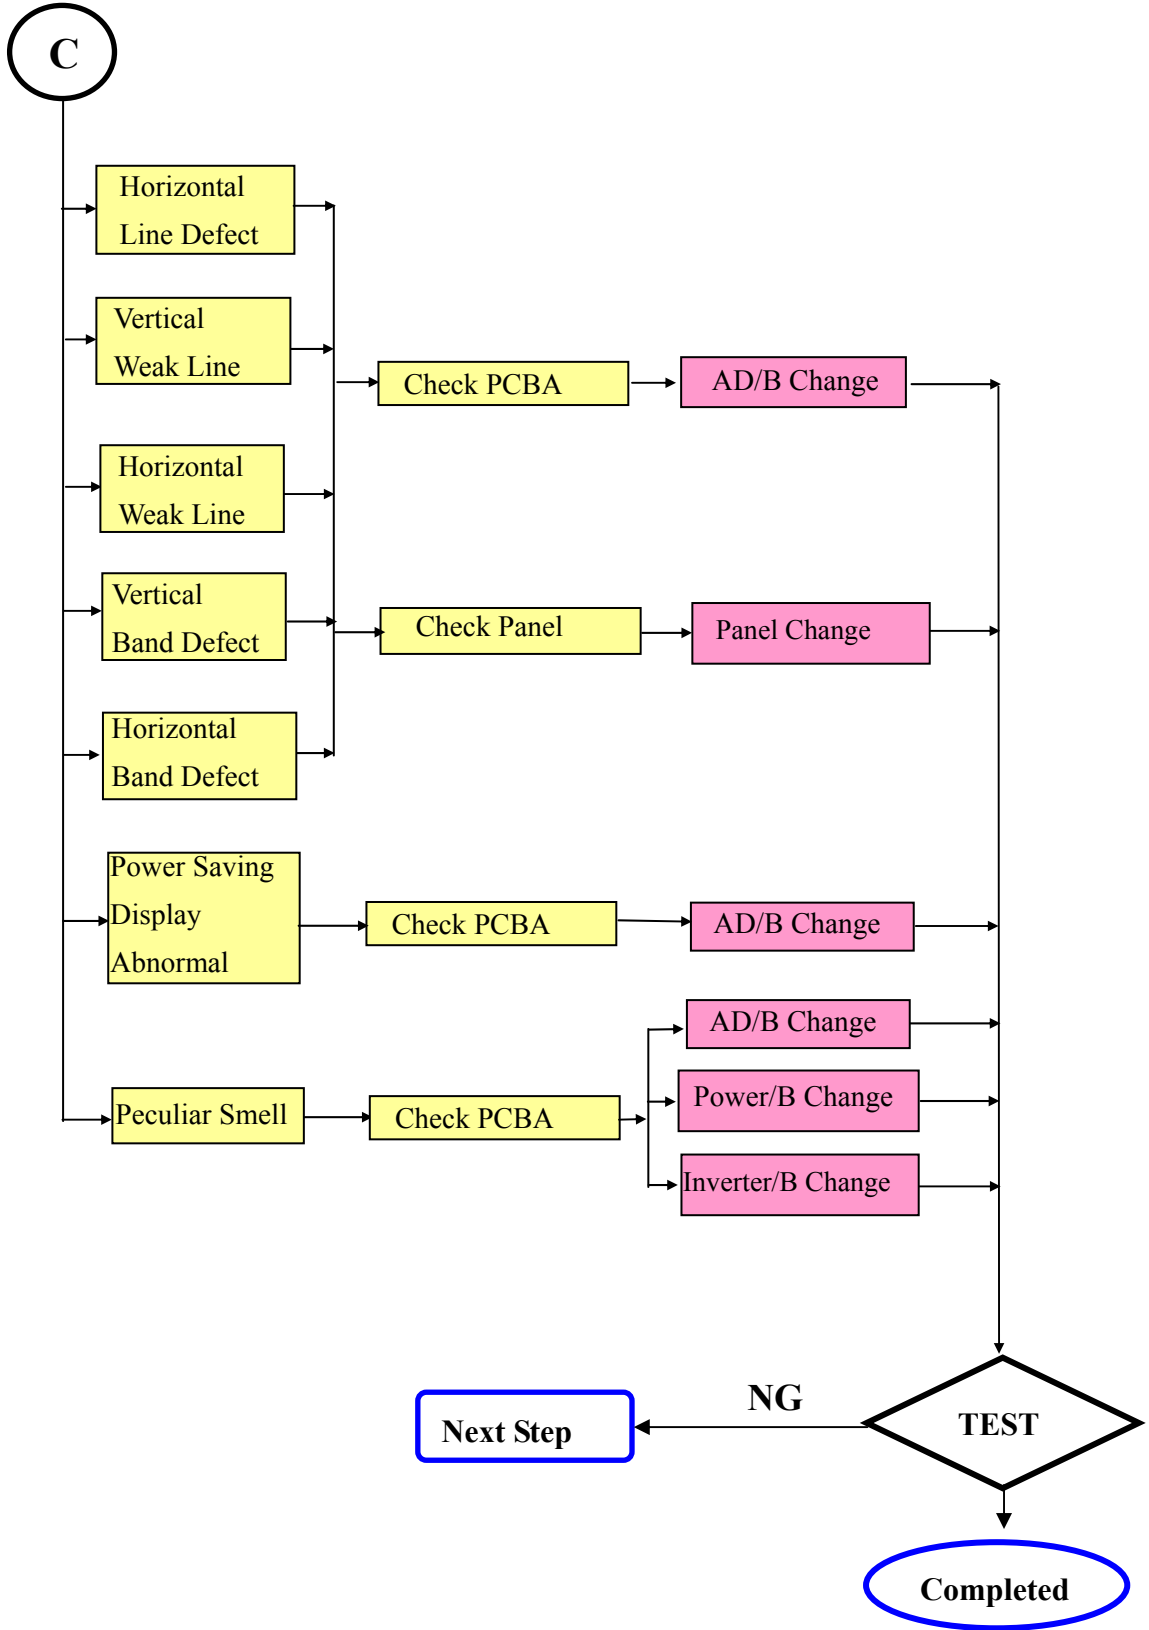 C
Horizontal
Line Defect
Vertical
Weak Line
Check PCBA
AD/B Change
Horizontal
Weak Line
Vertical
Band Defect
Check Panel
Panel Change
Horizontal
Band Defect
Power Saving
Display
Abnormal
Check PCBA
AD/B Change
AD/B Change
Peculiar Smell
Check PCBA
Power/B Change
Inverter/B Change
NG
Next Step
TEST
Completed